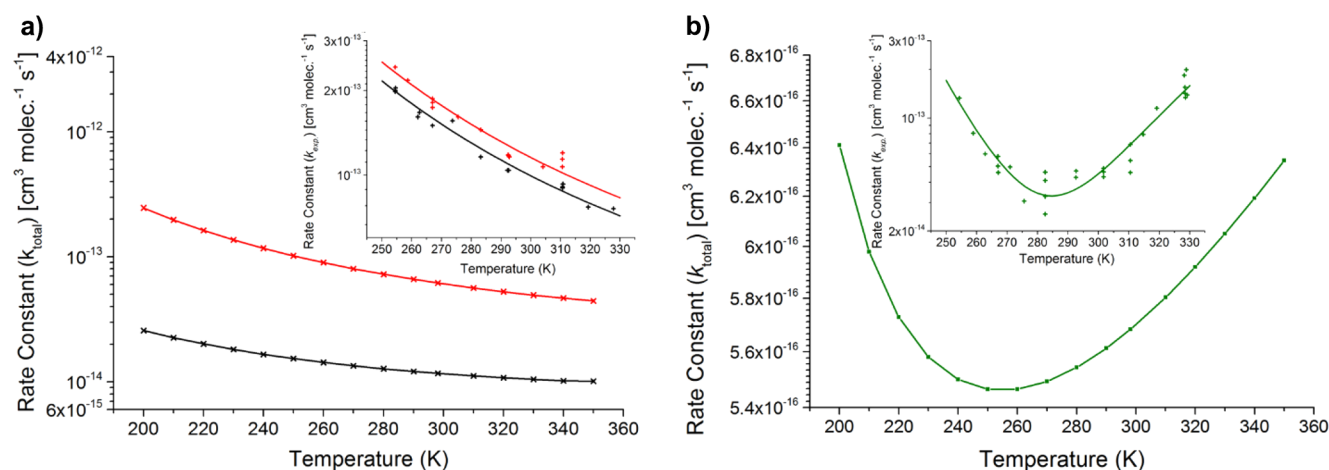 a)
Rate Constant (k_total) [cm³ molec.⁻¹ s⁻¹]
4x10⁻¹²
10⁻¹²
10⁻¹³
10⁻¹⁴
6x10⁻¹⁵
200 220 240 260 280 300 320 340 360
Temperature (K)
Rate Constant (k_exp.) [cm³ molec.⁻¹ s⁻¹]
3x10⁻¹³
2x10⁻¹³
10⁻¹³
250 260 270 280 290 300 310 320 330
Temperature (K)
b)
Rate Constant (k_total) [cm³ molec.⁻¹ s⁻¹]
6.8x10⁻¹⁶
6.6x10⁻¹⁶
6.4x10⁻¹⁶
6.2x10⁻¹⁶
6x10⁻¹⁶
5.8x10⁻¹⁶
5.6x10⁻¹⁶
5.4x10⁻¹⁶
200 220 240 260 280 300 320 340 360
Temperature (K)
Rate Constant (k_exp.) [cm³ molec.⁻¹ s⁻¹]
3x10⁻¹³
10⁻¹³
2x10⁻¹⁴
250 260 270 280 290 300 310 320 330
Temperature (K)